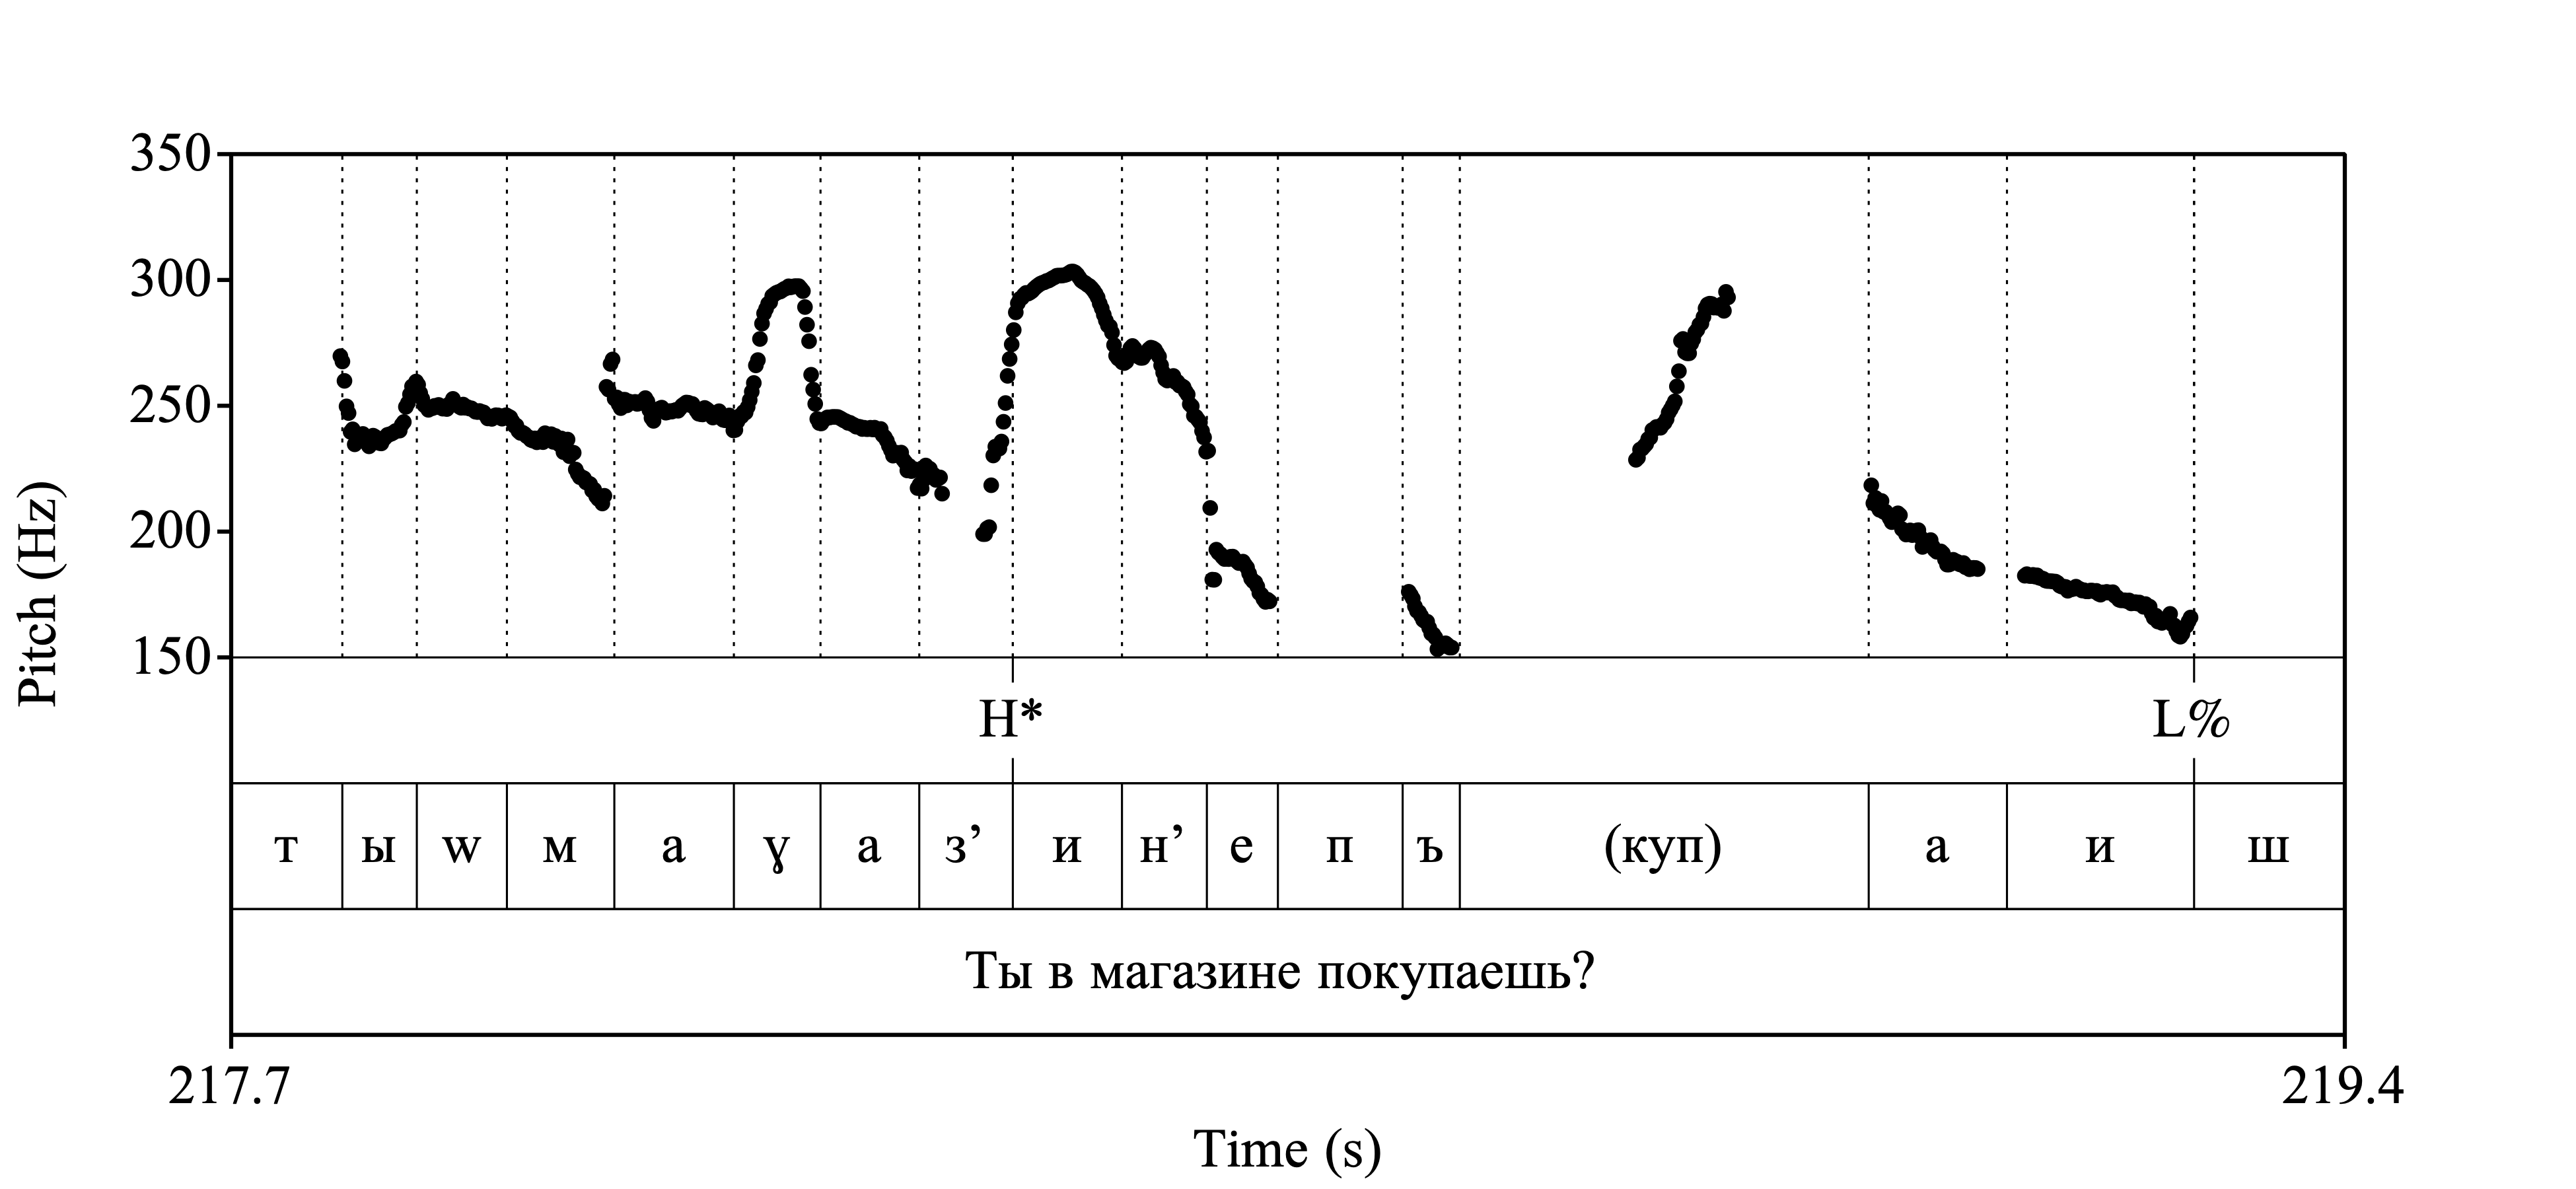 350
300
250
200
150
Pitch (Hz)
H* L%
т ы w м а ɣ а з’ и н’ е п ъ (куп) а и ш
Ты в магазине покупаешь?
217.7 219.4
Time (s)